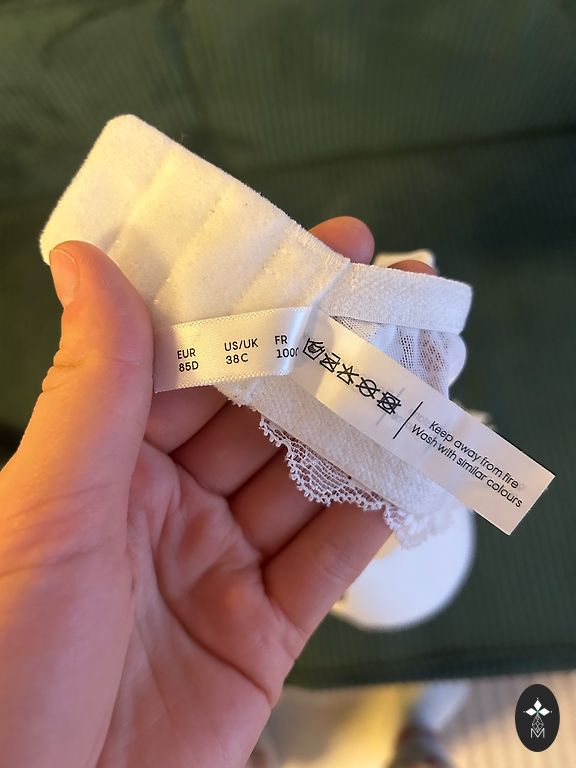 EUR US/UK FR
85D 38C 100
Keep away from fire
Wash with similar colours